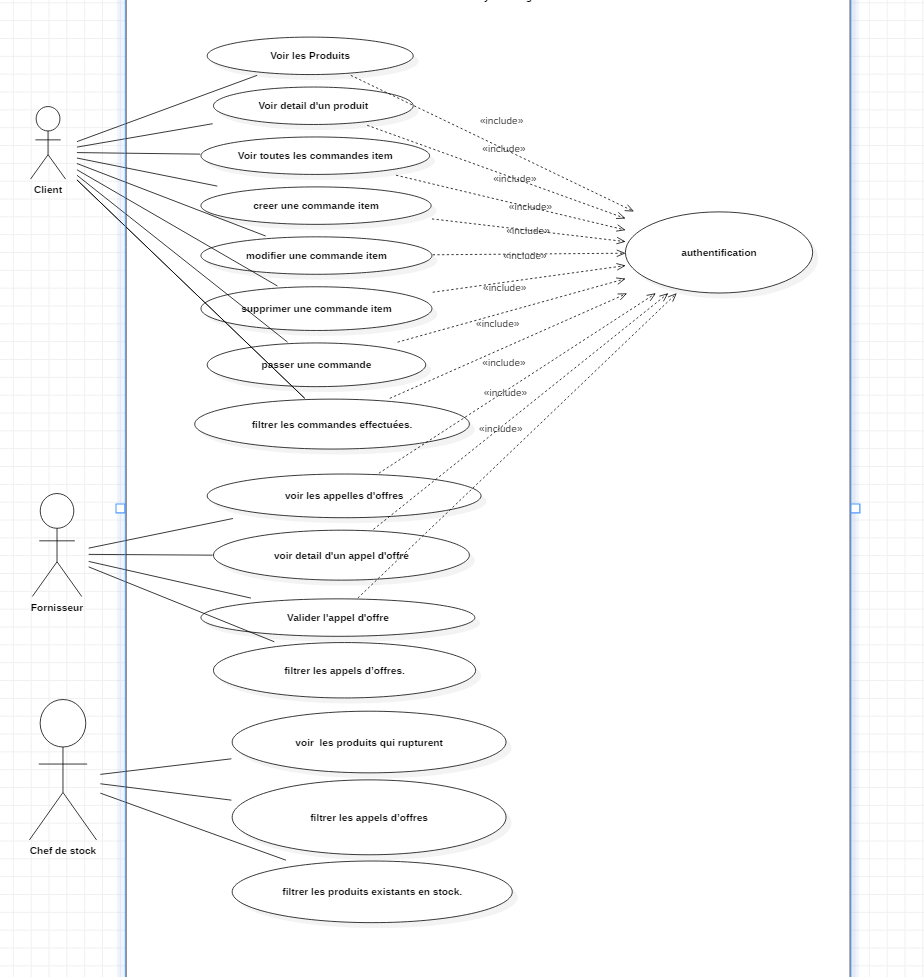 Voir les Produits
Voir detail d'un produit
«include»
Voir toutes les commandes item
«include»
«include»
Client
creer une commande item
«include»
«include»
modifier une commande item
«include»
authentification
«include»
supprimer une commande item
«include»
passer une commande
«include»
«include»
filtrer les commandes effectuées.
«include»
voir les appelles d'offres
voir detail d'un appel d'offre
Fornisseur
Valider l'appel d'offre
filtrer les appels d'offres.
voir les produits qui rupturent
filtrer les appels d'offres
Chef de stock
filtrer les produits existants en stock.